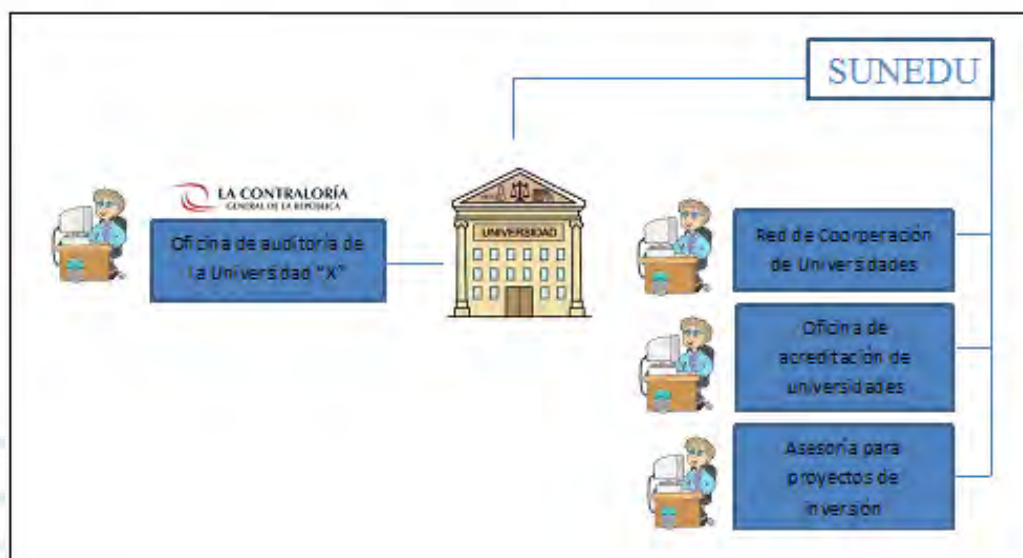 SUNEDU
LA CONTRALORÍA
GENERAL DE LA REPÚBLICA
Oficina de auditoría de
la Universidad "X"
UNIVERSIDAD
Red de Coorperación
de Universidades
Oficina de
acreditación de
universidades
Asesoría para
proyectos de
inversión